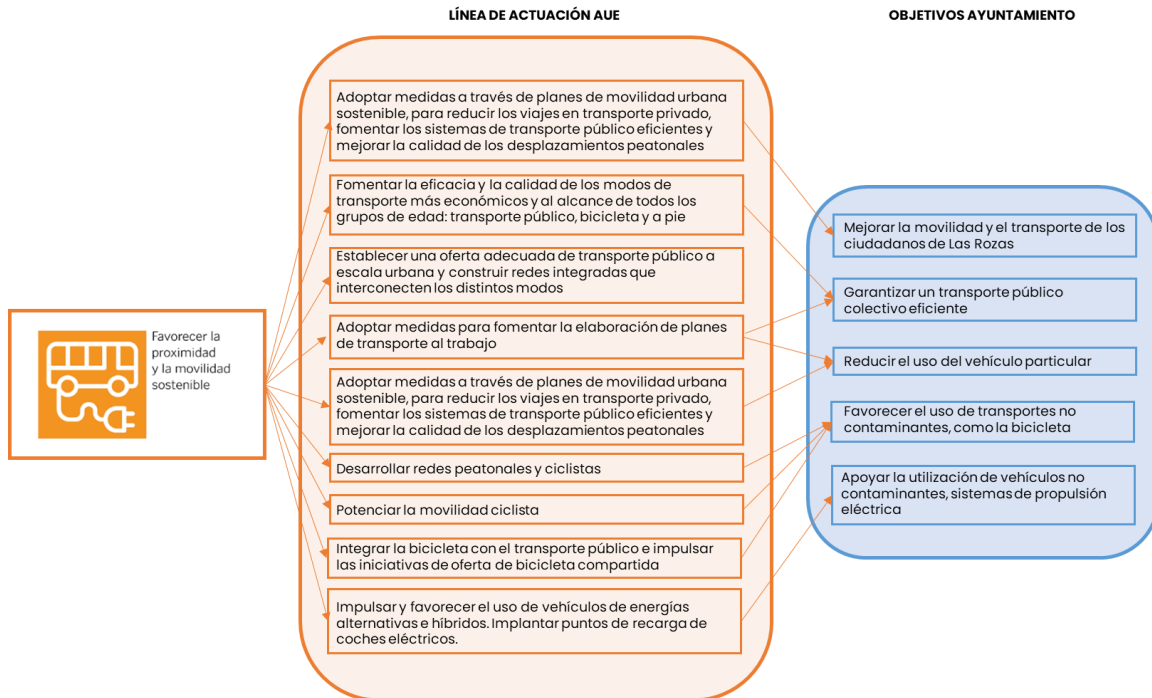 LÍNEA DE ACTUACIÓN AUE
OBJETIVOS AYUNTAMIENTO
Favorecer la
proximidad
y la movilidad
sostenible
Adoptar medidas a través de planes de movilidad urbana
sostenible, para reducir los viajes en transporte privado,
fomentar los sistemas de transporte público eficientes y
mejorar la calidad de los desplazamientos peatonales
Fomentar la eficacia y la calidad de los modos de
transporte más económicos y al alcance de todos los
grupos de edad: transporte público, bicicleta y a pie
Establecer una oferta adecuada de transporte público a
escala urbana y construir redes integradas que
interconecten los distintos modos
Adoptar medidas para fomentar la elaboración de planes
de transporte al trabajo
Adoptar medidas a través de planes de movilidad urbana
sostenible, para reducir los viajes en transporte privado,
fomentar los sistemas de transporte público eficientes y
mejorar la calidad de los desplazamientos peatonales
Desarrollar redes peatonales y ciclistas
Potenciar la movilidad ciclista
Integrar la bicicleta con el transporte público e impulsar
las iniciativas de oferta de bicicleta compartida
Impulsar y favorecer el uso de vehículos de energías
alternativas e híbridos. Implantar puntos de recarga de
coches eléctricos.
Mejorar la movilidad y el transporte de los
ciudadanos de Las Rozas
Garantizar un transporte público
colectivo eficiente
Reducir el uso del vehículo particular
Favorecer el uso de transportes no
contaminantes, como la bicicleta
Apoyar la utilización de vehículos no
contaminantes, sistemas de propulsión
eléctrica